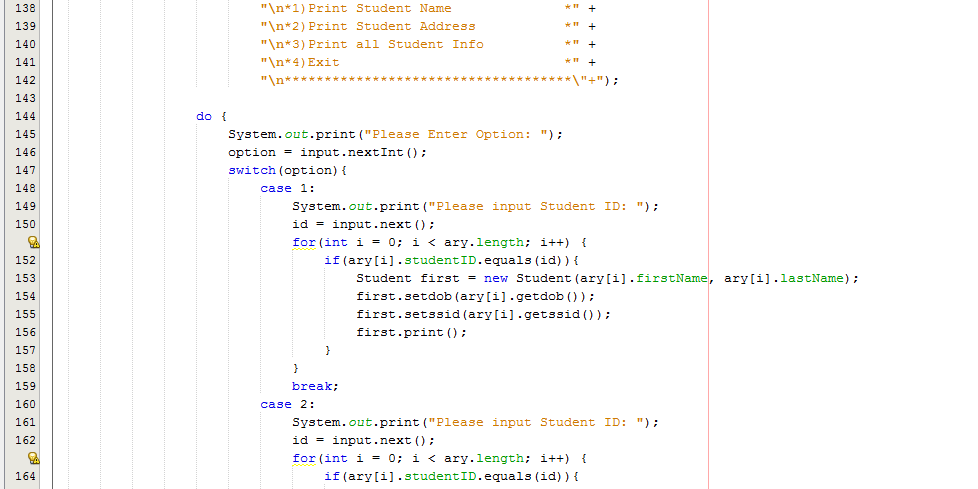 138 "\n*1)Print Student Name *" +
139 "\n*2)Print Student Address *" +
140 "\n*3)Print all Student Info *" +
141 "\n*4)Exit *" +
142 "\n************************************\"+");
143
144 do {
145 System.out.print("Please Enter Option: ");
146 option = input.nextInt();
147 switch(option){
148 case 1:
149 System.out.print("Please input Student ID: ");
150 id = input.next();
for(int i = 0; i < ary.length; i++) {
152 if(ary[i].studentID.equals(id)){
153 Student first = new Student(ary[i].firstName, ary[i].lastName);
154 first.setdob(ary[i].getdob());
155 first.setssid(ary[i].getssid());
156 first.print();
157 }
158 }
159 break;
160 case 2:
161 System.out.print("Please input Student ID: ");
162 id = input.next();
for(int i = 0; i < ary.length; i++) {
164 if(ary[i].studentID.equals(id)){